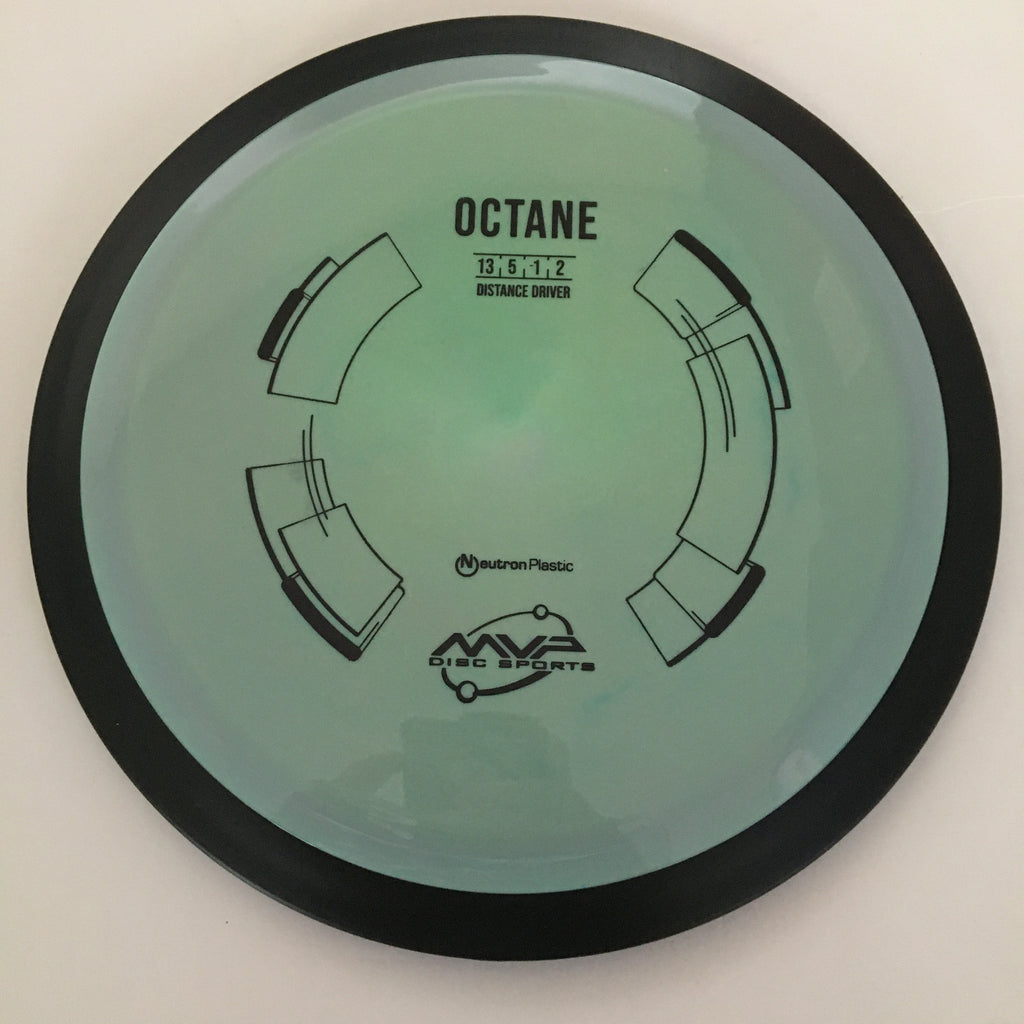 OCTANE
13 5 -1 2
DISTANCE DRIVER
Neutron Plastic
MVP
DISC SPORTS